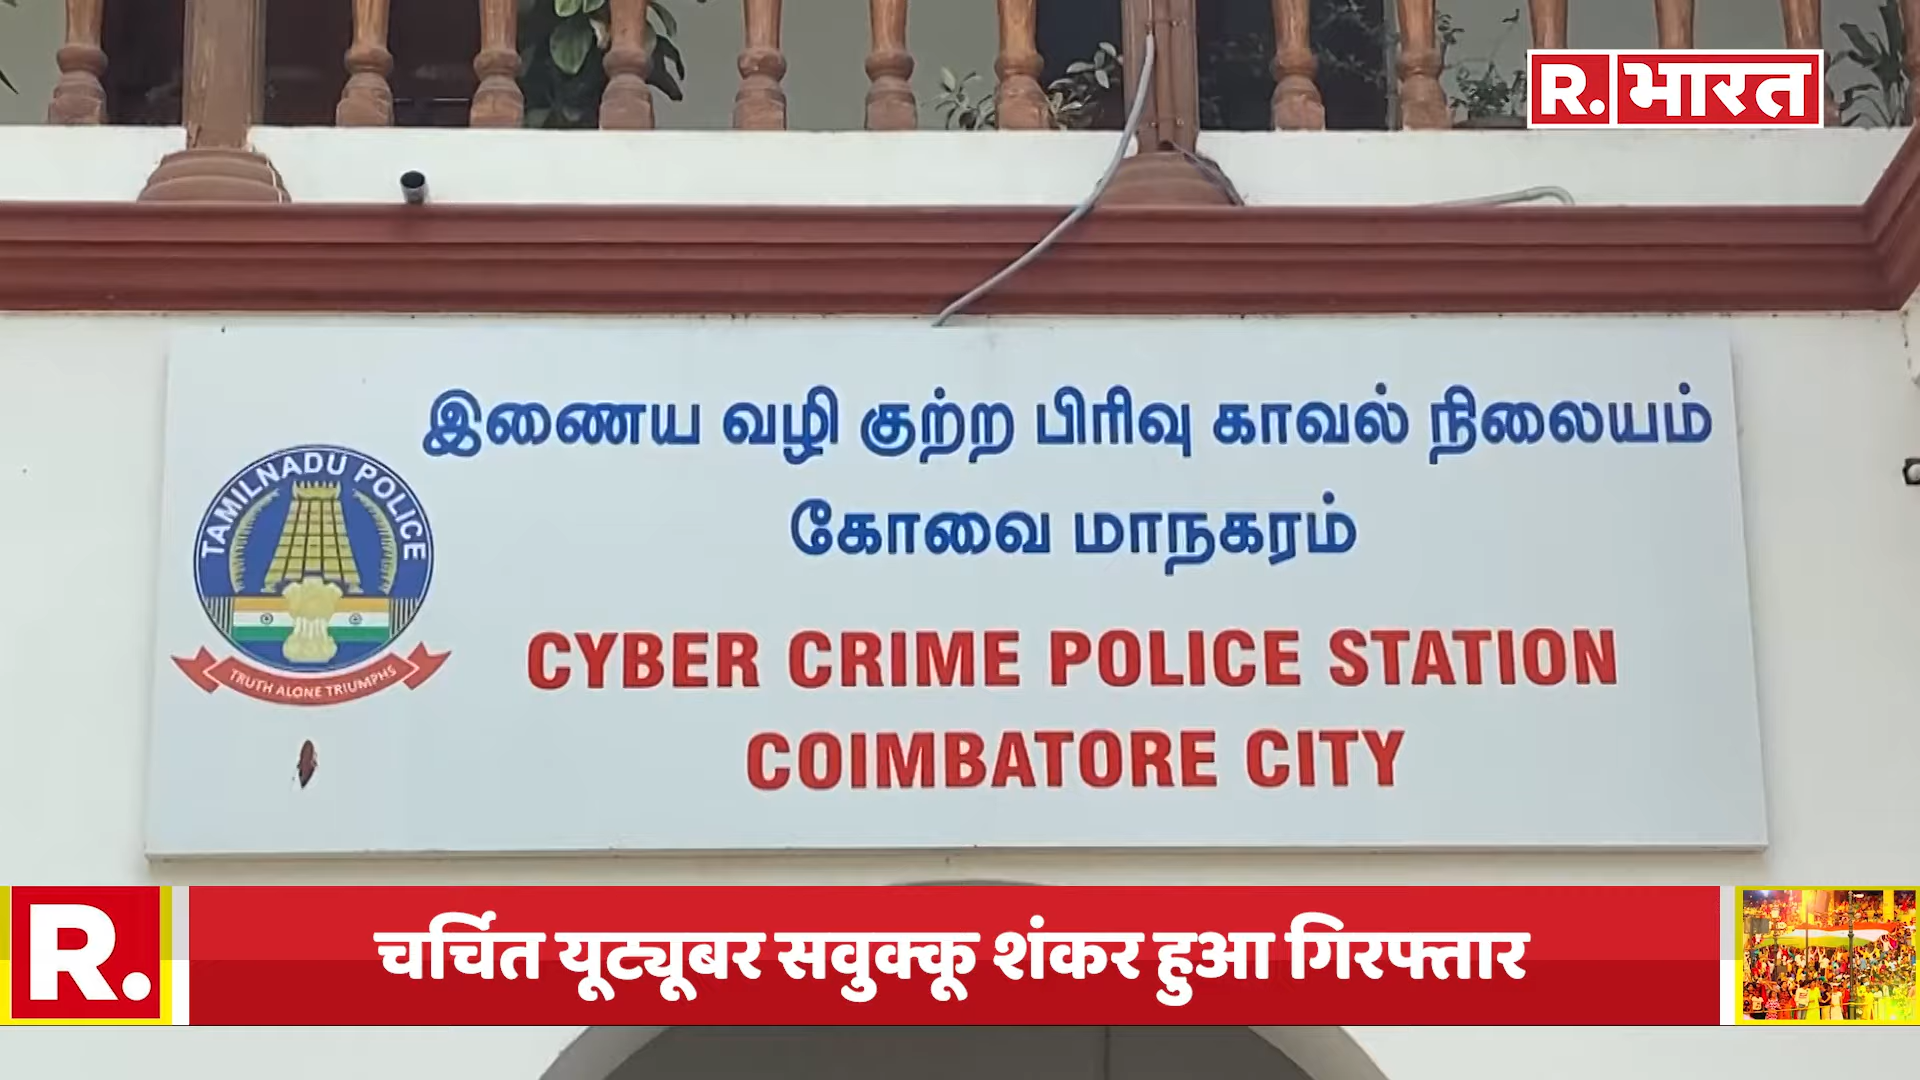 R. भारत
இணைய வழி குற்ற பிரிவு காவல் நிலையம்
கோவை மாநகரம்
TAMILNADU POLICE
TRUTH ALONE TRIUMPHS
CYBER CRIME POLICE STATION
COIMBATORE CITY
R.
चर्चित यूट्यूबर सवुक्कू शंकर हुआ गिरफ्तार